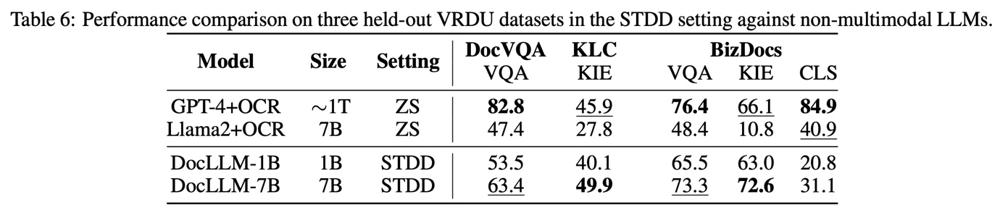 Table 6: Performance comparison on three held-out VRDU datasets in the STDD setting against non-multimodal LLMs.
Model Size Setting DocVQA KLC BizDocs
VQA KIE VQA KIE CLS
GPT-4+OCR ~1T ZS 82.8 45.9 76.4 66.1 84.9
Llama2+OCR 7B ZS 47.4 27.8 48.4 10.8 40.9
DocLLM-1B 1B STDD 53.5 40.1 65.5 63.0 20.8
DocLLM-7B 7B STDD 63.4 49.9 73.3 72.6 31.1